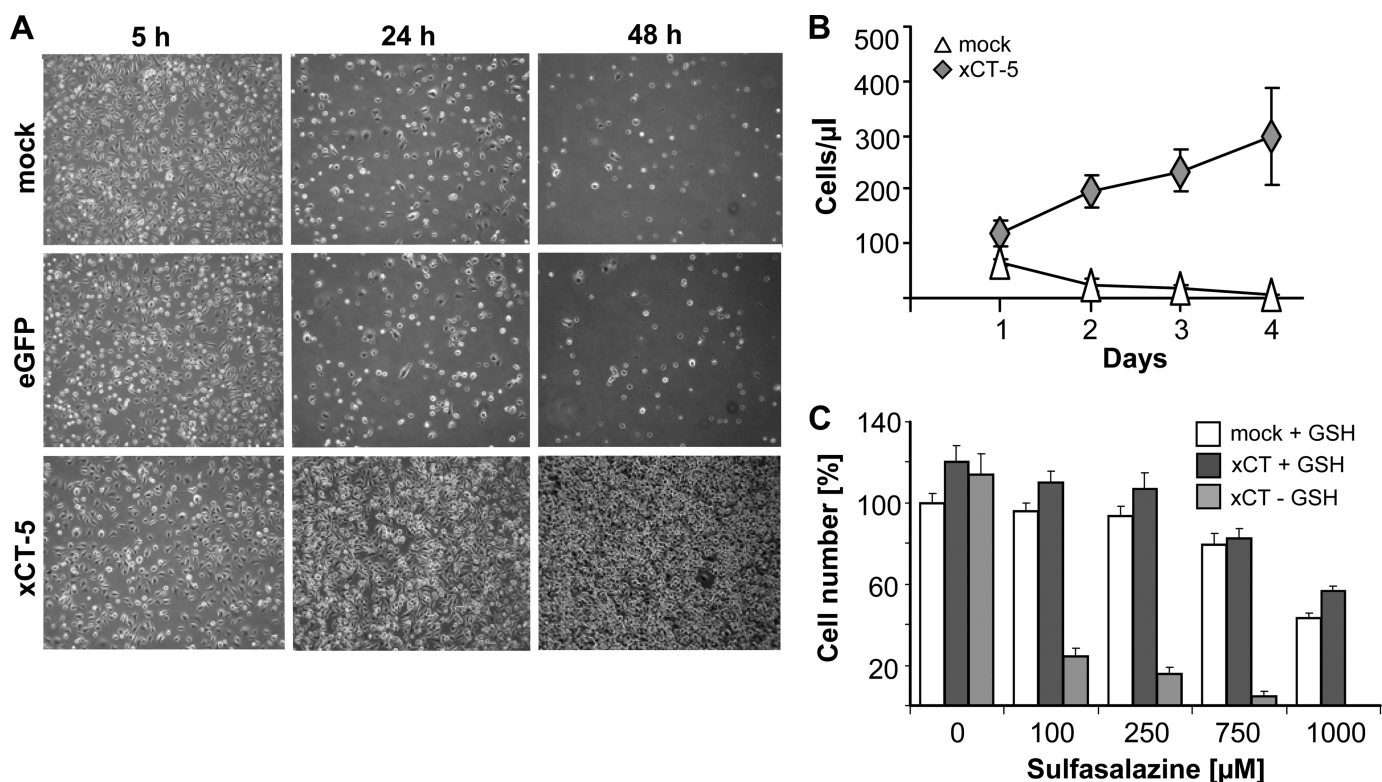 A
5 h
24 h
48 h
mock
eGFP
xCT-5
B
mock
xCT-5
500
400
300
200
100
Cells/µl
1
2
3
4
Days
C
mock + GSH
xCT + GSH
xCT - GSH
140
100
60
20
Cell number [%]
0
100
250
750
1000
Sulfasalazine [µM]